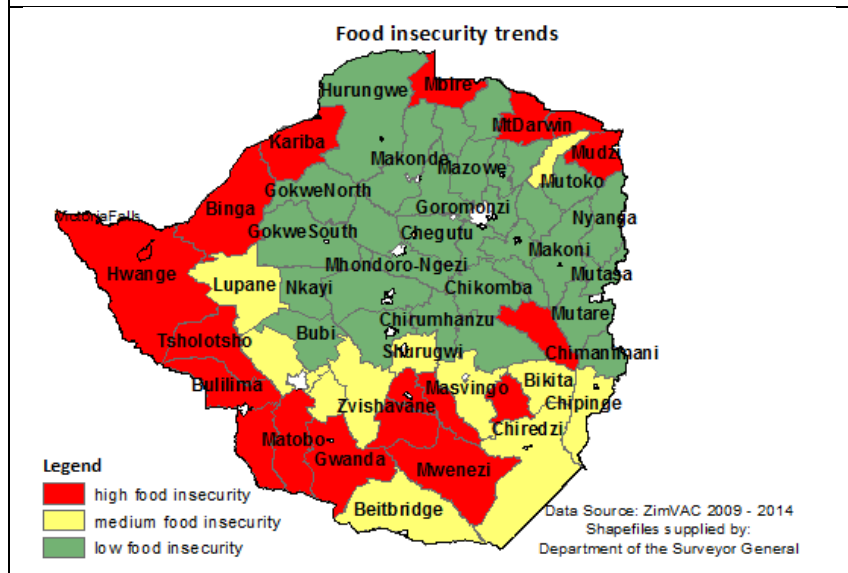 Food insecurity trends
Mbire
Hurungwe
MtDarwin
Kariba
Mudzi
Makonde
Mazowe
Mutoko
GokweNorth
Goromonzi
Binga
Nyanga
VictoriaFalls
GokweSouth
Chegutu
Makoni
Mhondoro-Ngezi
Hwange
Mutasa
Lupane
Nkayi
Chikomba
Chirumhanzu
Mutare
Tsholotsho
Bubi
Shurugwi
Chimanimani
Bulilima
Masvingo
Bikita
Zvishavane
Chipinge
Chiredzi
Matobo
Gwanda
Mwenezi
Beitbridge
Legend
high food insecurity
medium food insecurity
low food insecurity
Data Source: ZimVAC 2009 - 2014
Shapefiles supplied by:
Department of the Surveyor General